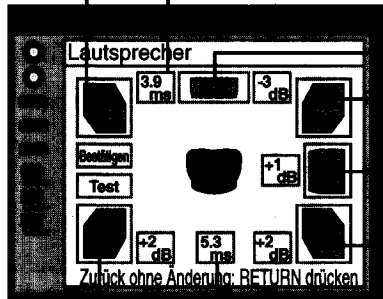 Lautsprecher
3.9 ms
-3 dB
Bestätigen
+1 dB
Test
+2 dB
5.3 ms
+2 dB
Zurück ohne Änderung: RETURN drücken